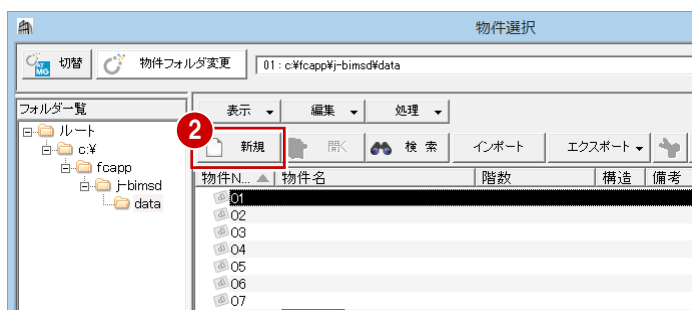 物件選択
CAT MG 切替 物件フォルダ変更 01 : c:¥fcapp¥j-bimsd¥data
フォルダ一覧
表示 編集 処理
2
ルート
c:¥
fcapp
j-bimsd
data
新規 開く 検 索 インポート エクスポート
物件N... 物件名 階数 構造 備考
01
02
03
04
05
06
07